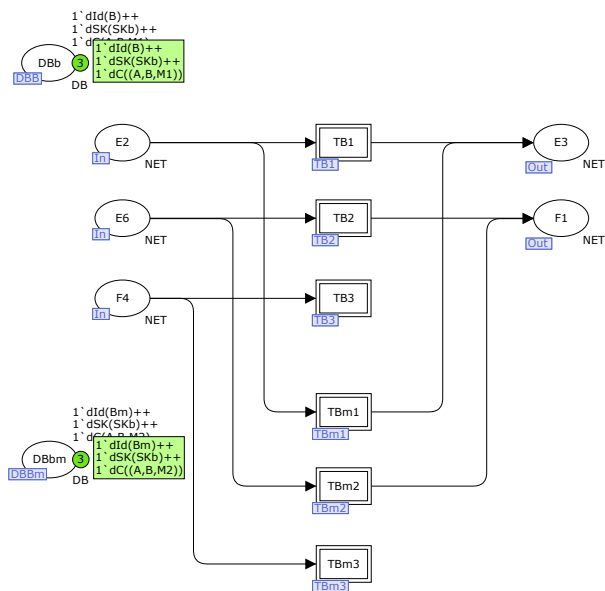 1`dId(B)++
1`dSK(SKb)++
1`dC(A,B,M1)
1`dId(B)++
1`dSK(SKb)++
1`dC((A,B,M1))
DBb
3
DBB
DB
E2
In
NET
TB1
TB1
E3
Out
NET
E6
In
NET
TB2
TB2
F1
Out
NET
F4
In
NET
TB3
TB3
TBm1
TBm1
1`dId(Bm)++
1`dSK(SKb)++
1`dId(Bm)++
1`dSK(SKb)++
1`dC((A,B,M2))
DBbm
3
DBBm
DB
TBm2
TBm2
TBm3
TBm3